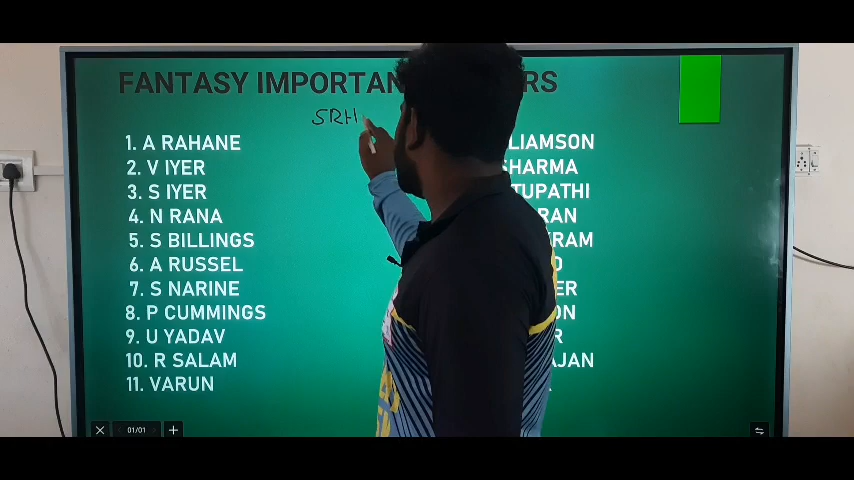 FANTASY IMPORTAN ERS
SRH
1. A RAHANE
2. V IYER
3. S IYER
4. N RANA
5. S BILLINGS
6. A RUSSEL
7. S NARINE
8. P CUMMINGS
9. U YADAV
10. R SALAM
11. VARUN
LIAMSON
SHARMA
TUPATHI
RAN
RAM
O
ER
ON
R
AJAN
01/01